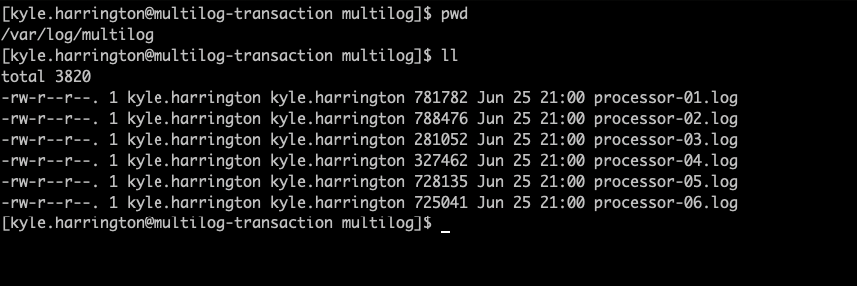 [kyle.harrington@multilog-transaction multilog]$ pwd
/var/log/multilog
[kyle.harrington@multilog-transaction multilog]$ ll
total 3820
-rw-r--r--. 1 kyle.harrington kyle.harrington 781782 Jun 25 21:00 processor-01.log
-rw-r--r--. 1 kyle.harrington kyle.harrington 788476 Jun 25 21:00 processor-02.log
-rw-r--r--. 1 kyle.harrington kyle.harrington 281052 Jun 25 21:00 processor-03.log
-rw-r--r--. 1 kyle.harrington kyle.harrington 327462 Jun 25 21:00 processor-04.log
-rw-r--r--. 1 kyle.harrington kyle.harrington 728135 Jun 25 21:00 processor-05.log
-rw-r--r--. 1 kyle.harrington kyle.harrington 725041 Jun 25 21:00 processor-06.log
[kyle.harrington@multilog-transaction multilog]$ _